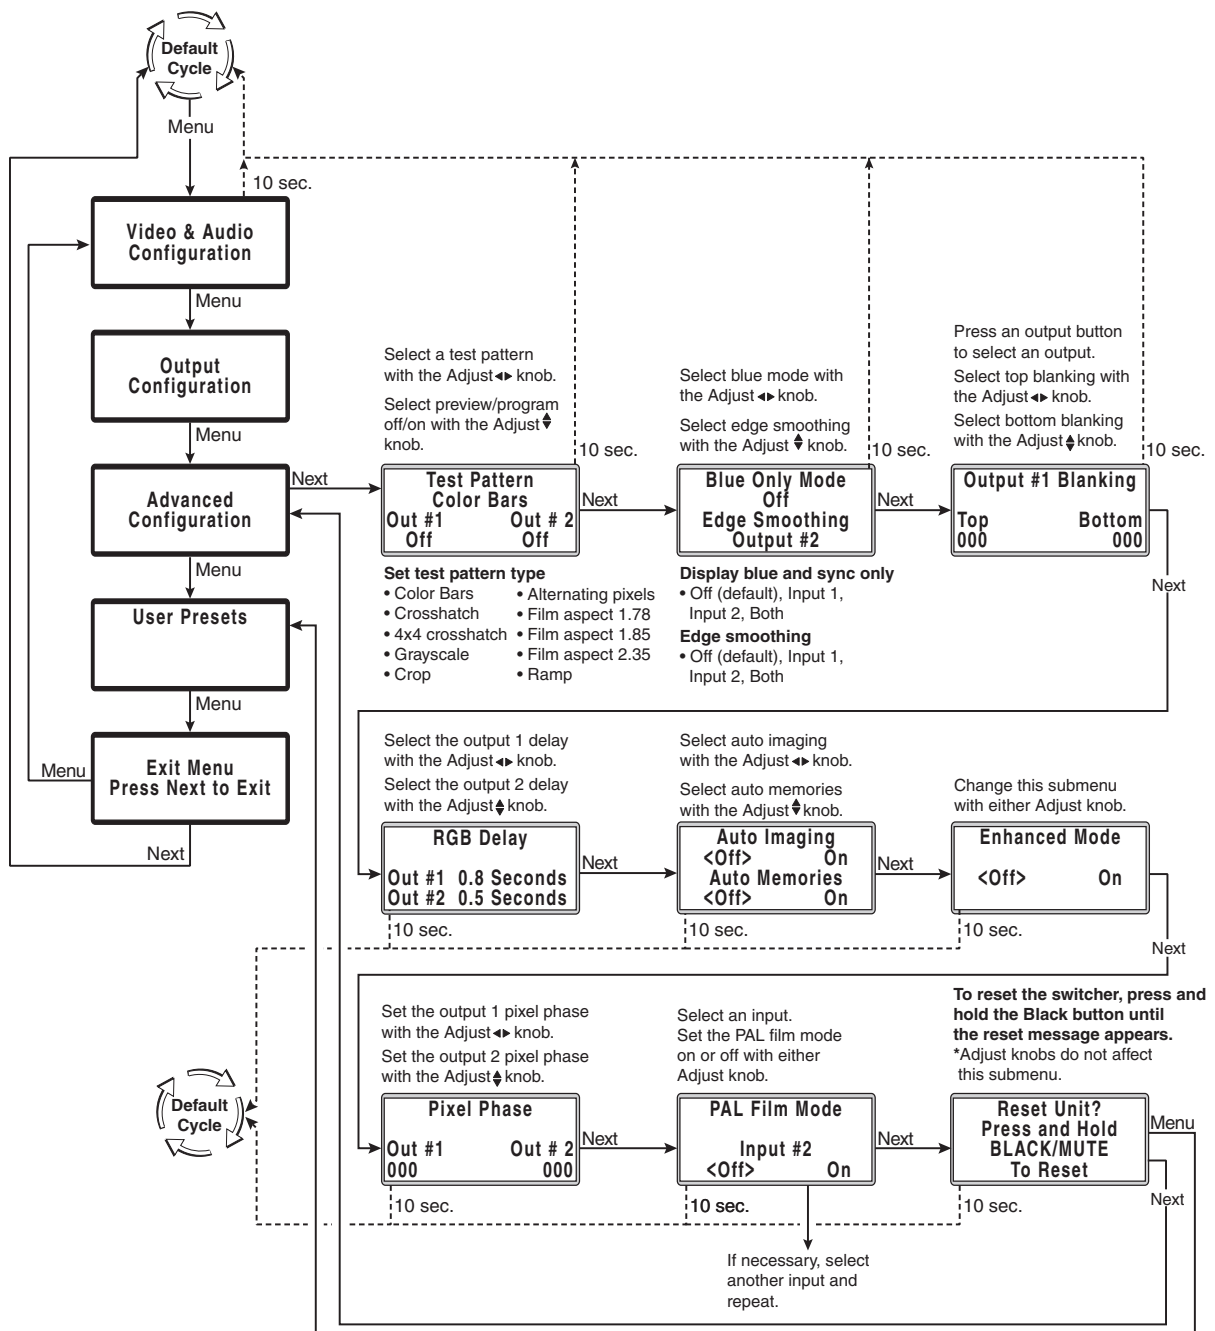 Default
Cycle
Menu
10 sec.
Video & Audio
Configuration
Menu
Output
Configuration
Menu
Advanced
Configuration
Next
Menu
User Presets
Menu
Exit Menu
Press Next to Exit
Menu
Next
Select a test pattern
with the Adjust◂▸ knob.
Select preview/program
off/on with the Adjust▴▾
knob.
10 sec.
Test Pattern
Color Bars
Out #1 Out # 2
Off Off
Next
Set test pattern type
• Color Bars
• Crosshatch
• 4x4 crosshatch
• Grayscale
• Crop
• Alternating pixels
• Film aspect 1.78
• Film aspect 1.85
• Film aspect 2.35
• Ramp
Select blue mode with
the Adjust ◂▸ knob.
Select edge smoothing
with the Adjust ▴▾ knob.
10 sec.
Blue Only Mode
Off
Edge Smoothing
Output #2
Next
Display blue and sync only
• Off (default), Input 1,
Input 2, Both
Edge smoothing
• Off (default), Input 1,
Input 2, Both
Press an output button
to select an output.
Select top blanking with
the Adjust ◂▸ knob.
Select bottom blanking
with the Adjust ▴▾ knob.
10 sec.
Output #1 Blanking
Top Bottom
000 000
Next
Select the output 1 delay
with the Adjust ◂▸ knob.
Select the output 2 delay
with the Adjust ▴▾ knob.
RGB Delay
Out #1 0.8 Seconds
Out #2 0.5 Seconds
Next
10 sec.
Select auto imaging
with the Adjust ◂▸ knob.
Select auto memories
with the Adjust ▴▾ knob.
Auto Imaging
<Off> On
Auto Memories
<Off> On
Next
10 sec.
Change this submenu
with either Adjust knob.
Enhanced Mode
<Off> On
10 sec.
Next
Default
Cycle
Set the output 1 pixel phase
with the Adjust ◂▸ knob.
Set the output 2 pixel phase
with the Adjust ▴▾ knob.
Pixel Phase
Out #1 Out # 2
000 000
Next
10 sec.
Select an input.
Set the PAL film mode
on or off with either
Adjust knob.
PAL Film Mode
Input #2
<Off> On
Next
10 sec.
If necessary, select
another input and
repeat.
To reset the switcher, press and
hold the Black button until
the reset message appears.
*Adjust knobs do not affect
this submenu.
Reset Unit?
Press and Hold
BLACK/MUTE
To Reset
Menu
Next
10 sec.